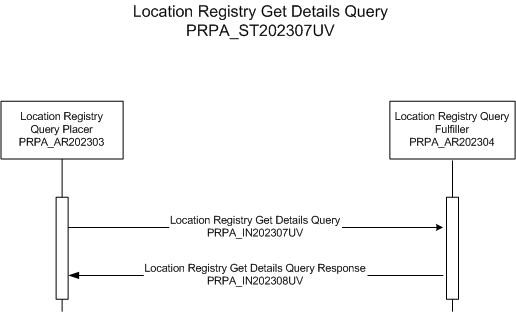 Location Registry Get Details Query
PRPA_ST202307UV
Location Registry
Query Placer
PRPA_AR202303
Location Registry Query
Fulfiller
PRPA_AR202304
Location Registry Get Details Query
PRPA_IN202307UV
Location Registry Get Details Query Response
PRPA_IN202308UV